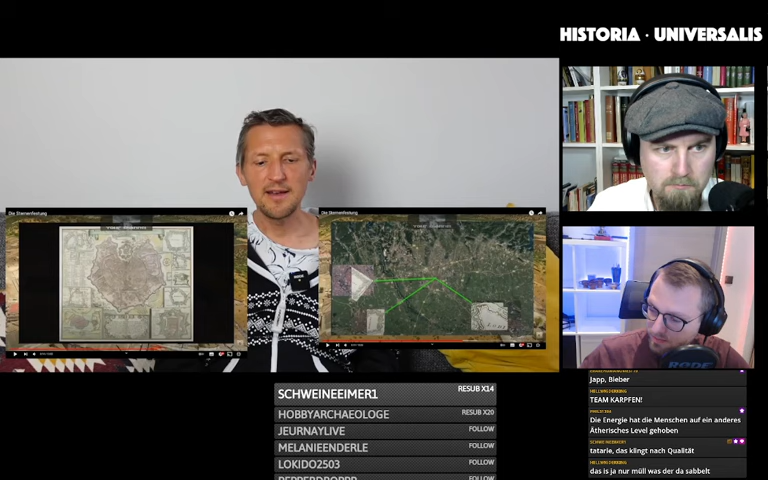 HISTORIA · UNIVERSALIS
Die Sternenfestung
Die Sternenfestung
RODE
SCHWEINEEIMER1
RESUB X14
HOBBYARCHAEOLOGE
RESUB X20
JEURNAYLIVE
FOLLOW
MELANIEENDERLE
FOLLOW
LOKIDO2503
FOLLOW
FOLLOW
Japp, Bieber
TEAM KARPFEN!
Die Energie hat die Menschen auf ein anderes
Ätherisches Level gehoben
tatarie, das klingt nach Qualität
das is ja nur müll was der da sabbelt